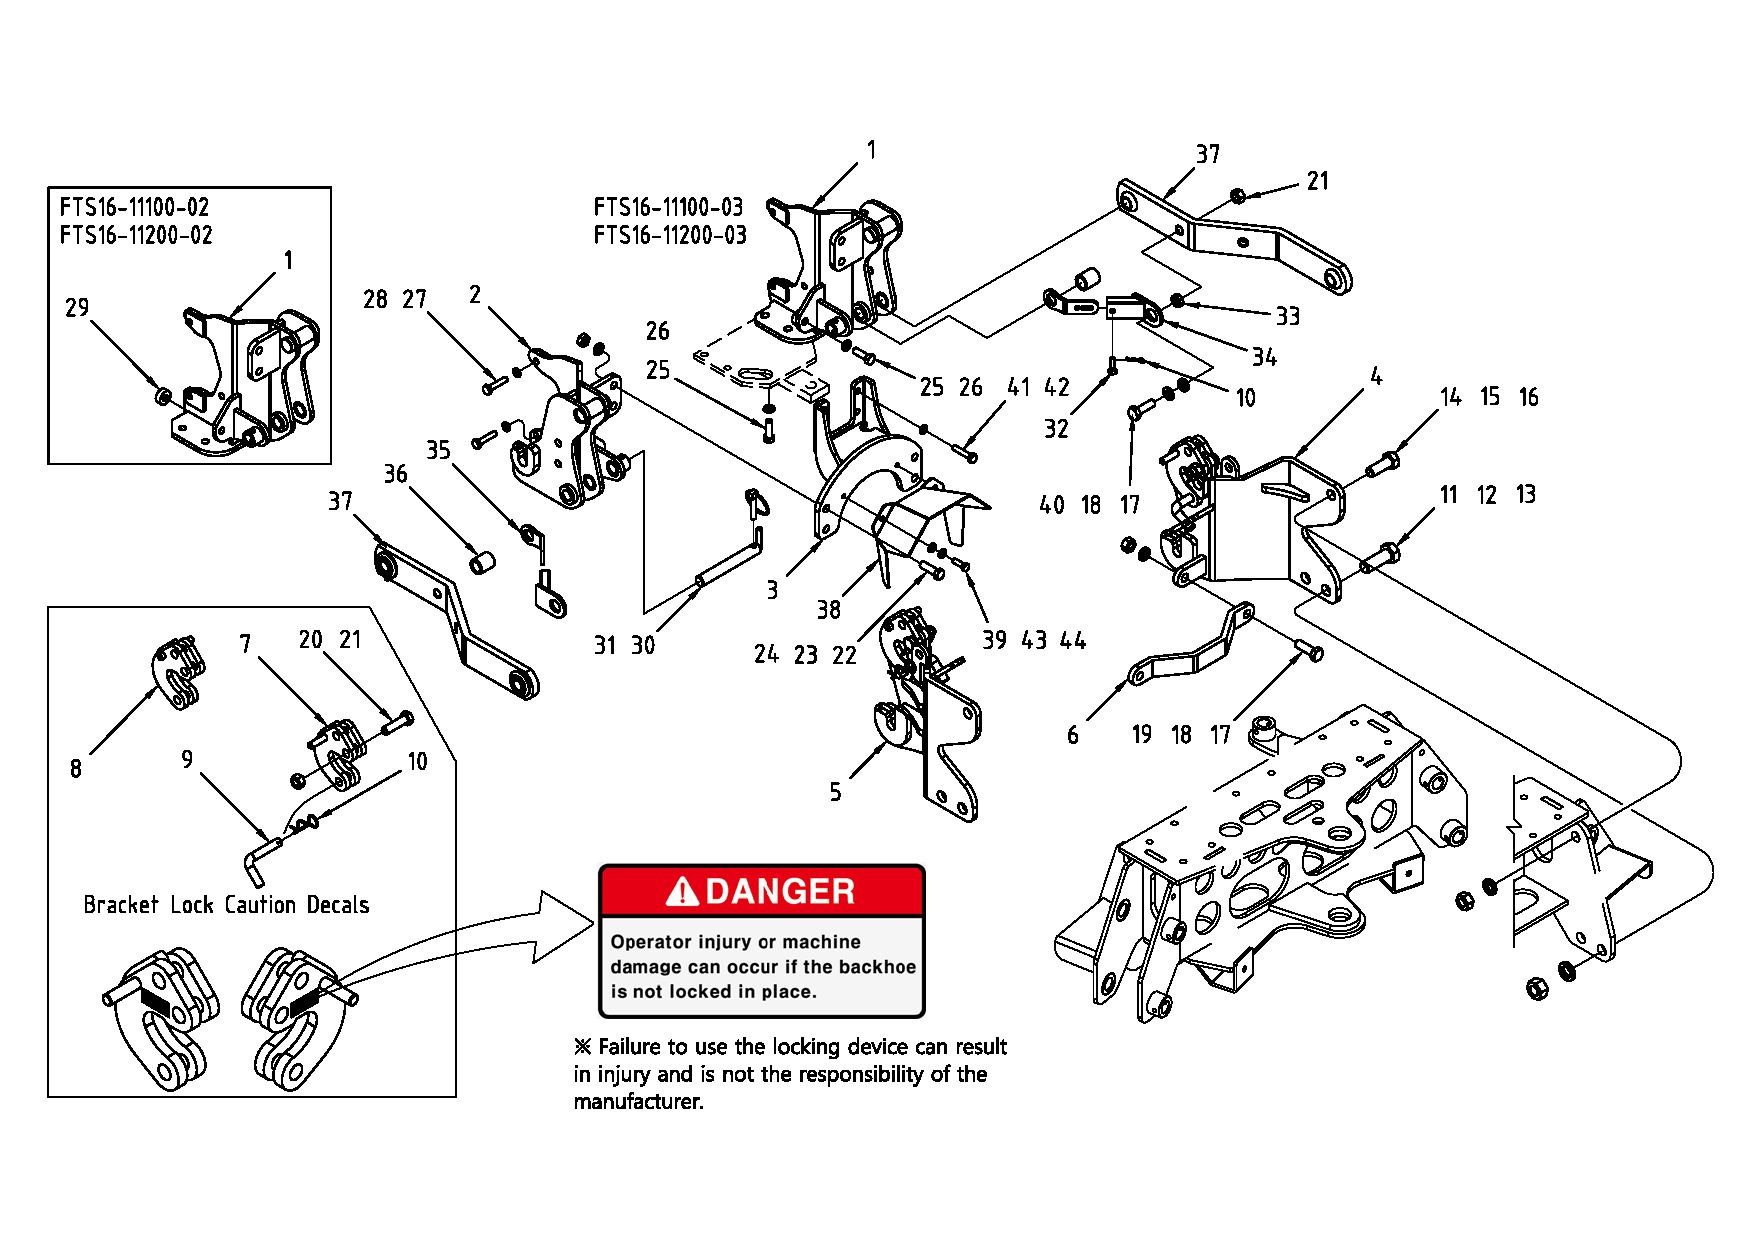 1
37
21
FTS16-11100-02
FTS16-11200-02
FTS16-11100-03
FTS16-11200-03
1
29
28 27
2
26
25
33
34
25 26
41 42
10
32
4
14 15 16
35
36
37
40 18 17
11 12 13
3
38
31 30
24 23 22
39 43 44
7
20 21
8
9
10
5
6
19 18 17
Bracket Lock Caution Decals
DANGER
Operator injury or machine
damage can occur if the backhoe
is not locked in place.
※ Failure to use the locking device can result
in injury and is not the responsibility of the
manufacturer.